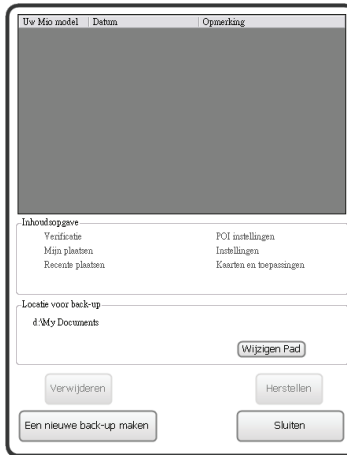 Uw Mio model Datum Opmerking
Inhoudsopgave
Verificatie POI instellingen
Mijn plaatsen Instellingen
Recente plaatsen Kaarten en toepassingen
Locatie voor back-up
d:\My Documents
Wijzigen Pad
Verwijderen Herstellen
Een nieuwe back-up maken Sluiten